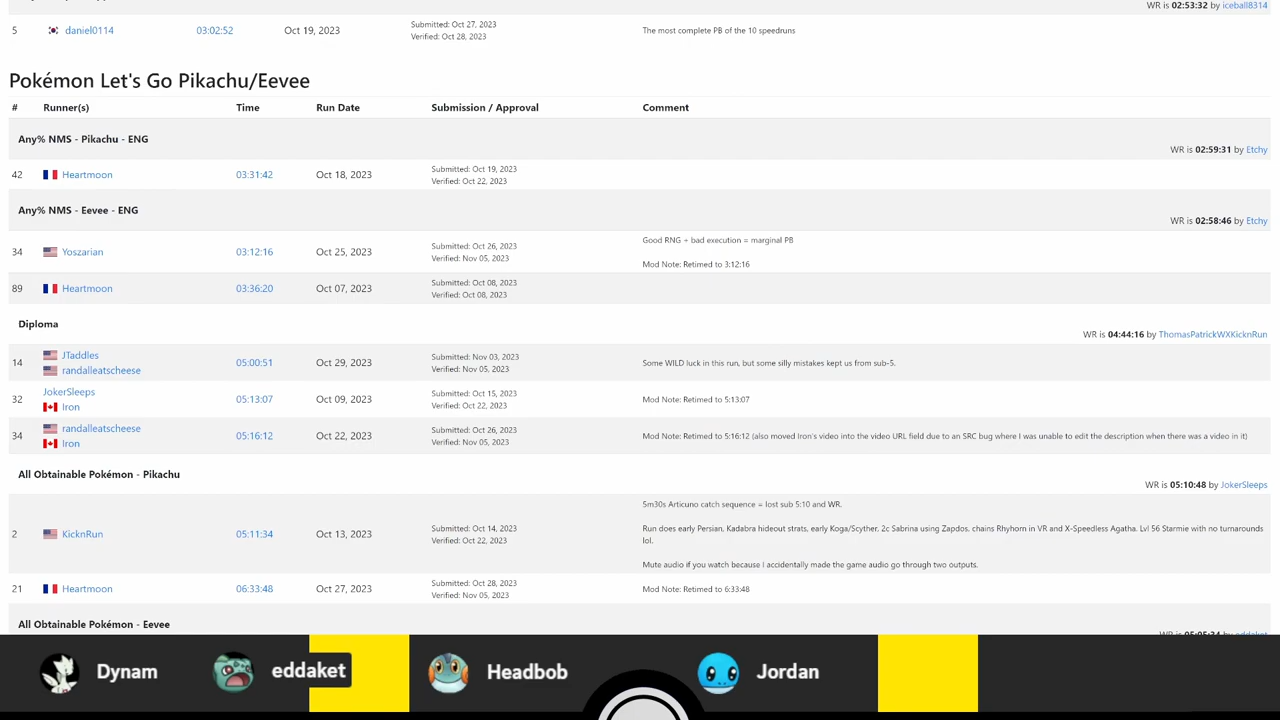 WR is 02:53:32 by iceball8314
5 daniel0114 03:02:52 Oct 19, 2023 Submitted: Oct 27, 2023 The most complete PB of the 10 speedruns
Verified: Oct 28, 2023
Pokémon Let's Go Pikachu/Eevee
# Runner(s) Time Run Date Submission / Approval Comment
Any% NMS - Pikachu - ENG
WR is 02:59:31 by Etchy
42 Heartmoon 03:31:42 Oct 18, 2023 Submitted: Oct 19, 2023
Verified: Oct 22, 2023
Any% NMS - Eevee - ENG
WR is 02:58:46 by Etchy
34 Yoszarian 03:12:16 Oct 25, 2023 Submitted: Oct 26, 2023
Verified: Nov 05, 2023
Good RNG + bad execution = marginal PB
Mod Note: Retimed to 3:12:16
89 Heartmoon 03:36:20 Oct 07, 2023 Submitted: Oct 08, 2023
Verified: Oct 08, 2023
Diploma
WR is 04:44:16 by ThomasPatrickWXKicknRun
14 JTaddles 05:00:51 Oct 29, 2023 Submitted: Nov 03, 2023 Some WILD luck in this run, but some silly mistakes kept us from sub-5.
randalleatscheese Verified: Nov 05, 2023
32 JokerSleeps 05:13:07 Oct 09, 2023 Submitted: Oct 15, 2023 Mod Note: Retimed to 5:13:07
Iron Verified: Oct 22, 2023
34 randalleatscheese 05:16:12 Oct 22, 2023 Submitted: Oct 26, 2023 Mod Note: Retimed to 5:16:12 (also moved Iron's video into the video URL field due to an SRC bug where I was unable to edit the description when there was a video in it)
Iron Verified: Nov 05, 2023
All Obtainable Pokémon - Pikachu
WR is 05:10:48 by JokerSleeps
2 KicknRun 05:11:34 Oct 13, 2023 Submitted: Oct 14, 2023
Verified: Oct 22, 2023
5m30s Articuno catch sequence = lost sub 5:10 and WR.
Run does early Persian, Kadabra hideout strats, early Koga/Scyther, 2c Sabrina using Zapdos, chains Rhyhorn in VR and X-Speedless Agatha. Lvl 56 Starmie with no turnarounds
lol.
Mute audio if you watch because I accidentally made the game audio go through two outputs.
21 Heartmoon 06:33:48 Oct 27, 2023 Submitted: Oct 28, 2023 Mod Note: Retimed to 6:33:48
Verified: Nov 05, 2023
All Obtainable Pokémon - Eevee
Dynam eddaket Headbob Jordan